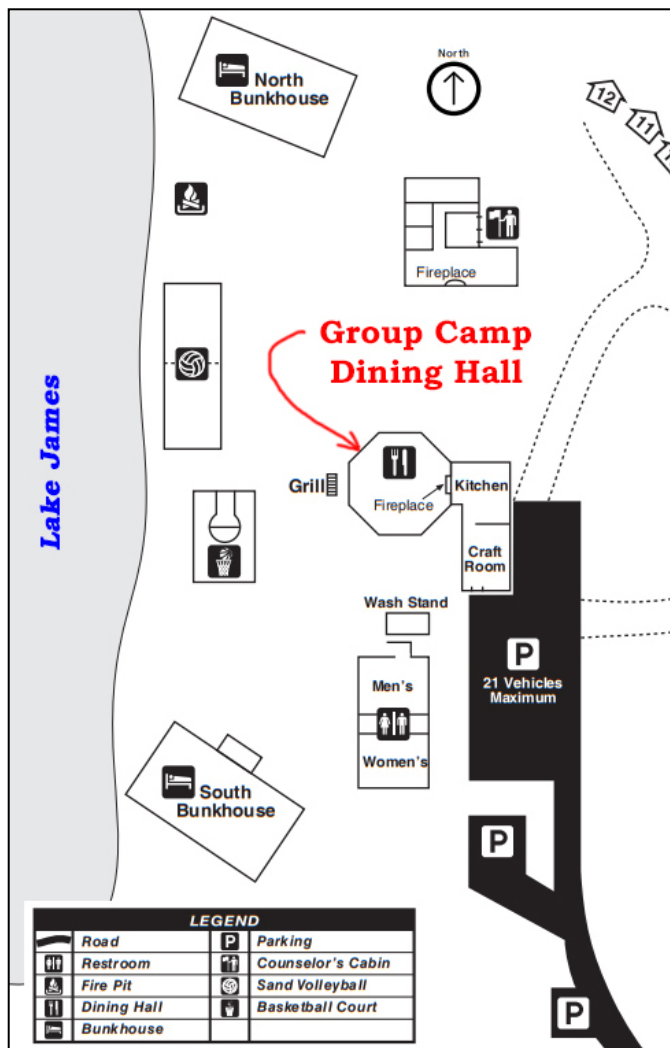 North
North
Bunkhouse
12
11
Fireplace
Group Camp
Dining Hall
Lake James
Grill
Fireplace
Kitchen
Craft
Room
Wash Stand
P
21 Vehicles
Maximum
Men's
Women's
South
Bunkhouse
P
LEGEND
Road
P Parking
Restroom
Counselor's Cabin
Fire Pit
Sand Volleyball
Dining Hall
Basketball Court
Bunkhouse
P